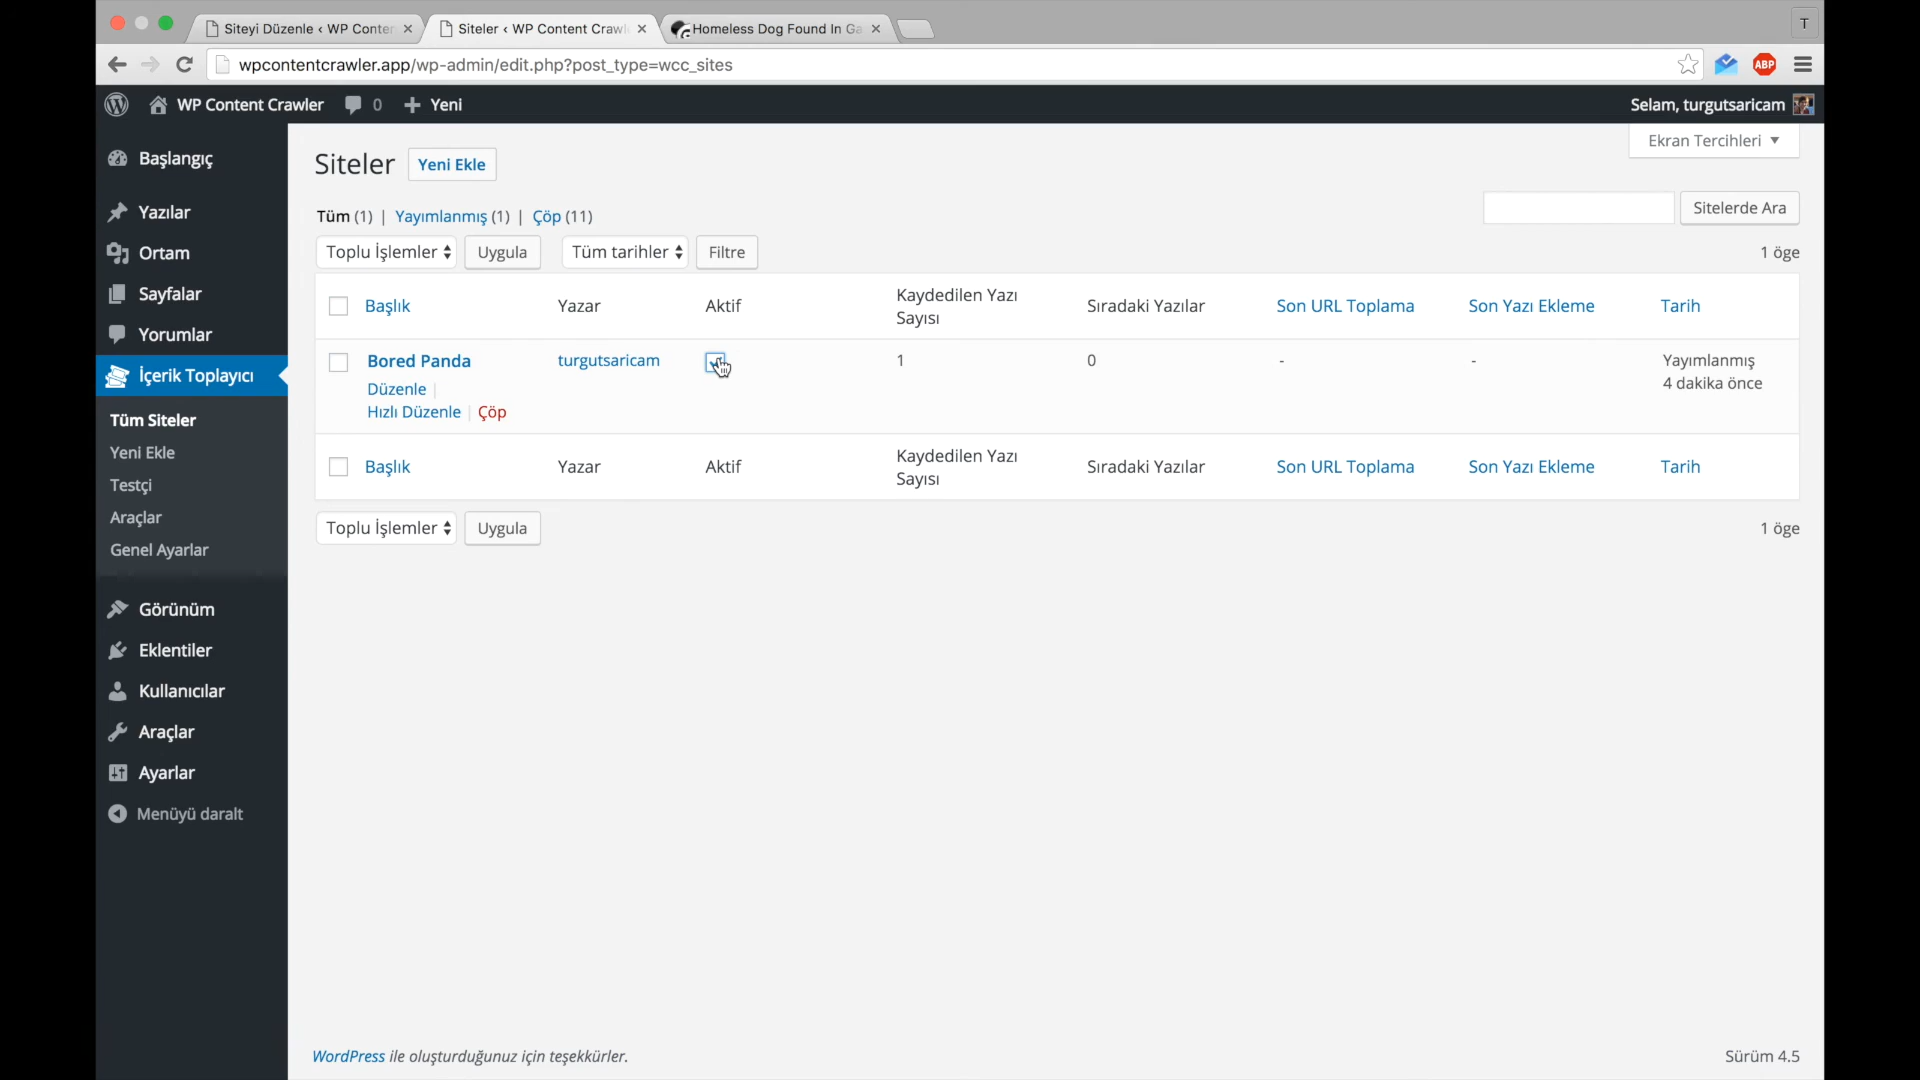 Siteyi Düzenle ‹ WP Conten
Siteler ‹ WP Content Crawl
Homeless Dog Found In Ga
T
wpcontentcrawler.app/wp-admin/edit.php?post_type=wcc_sites
ABP
WP Content Crawler
0
Yeni
Selam, turgutsaricam
Ekran Tercihleri
Başlangıç
Yazılar
Ortam
Sayfalar
Yorumlar
İçerik Toplayıcı
Tüm Siteler
Yeni Ekle
Testçi
Araçlar
Genel Ayarlar
Görünüm
Eklentiler
Kullanıcılar
Araçlar
Ayarlar
Menüyü daralt
Siteler
Yeni Ekle
Tüm (1) | Yayımlanmış (1) | Çöp (11)
Sitelerde Ara
Toplu İşlemler
Uygula
Tüm tarihler
Filtre
1 öge
Başlık
Yazar
Aktif
Kaydedilen Yazı
Sayısı
Sıradaki Yazılar
Son URL Toplama
Son Yazı Ekleme
Tarih
Bored Panda
Düzenle |
Hızlı Düzenle | Çöp
turgutsaricam
1
0
-
-
Yayımlanmış
4 dakika önce
Başlık
Yazar
Aktif
Kaydedilen Yazı
Sayısı
Sıradaki Yazılar
Son URL Toplama
Son Yazı Ekleme
Tarih
Toplu İşlemler
Uygula
1 öge
WordPress ile oluşturduğunuz için teşekkürler.
Sürüm 4.5